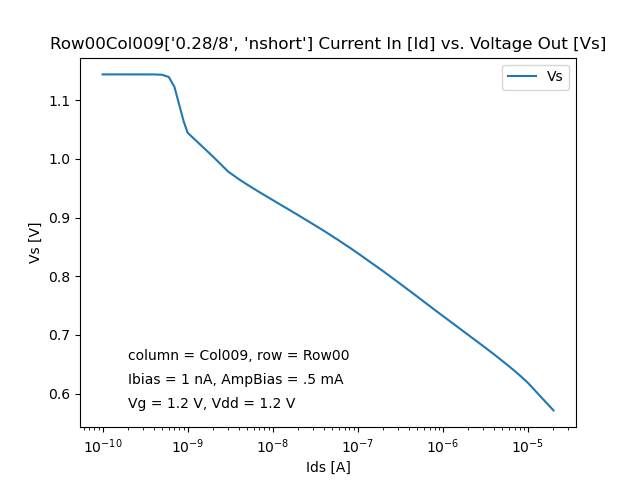 Row00Col009['0.28/8', 'nshort'] Current In [Id] vs. Voltage Out [Vs]
Vs
1.1
1.0
0.9
0.8
0.7
0.6
Vs [V]
column = Col009, row = Row00
Ibias = 1 nA, AmpBias = .5 mA
Vg = 1.2 V, Vdd = 1.2 V
10⁻¹⁰ 10⁻⁹ 10⁻⁸ 10⁻⁷ 10⁻⁶ 10⁻⁵
Ids [A]